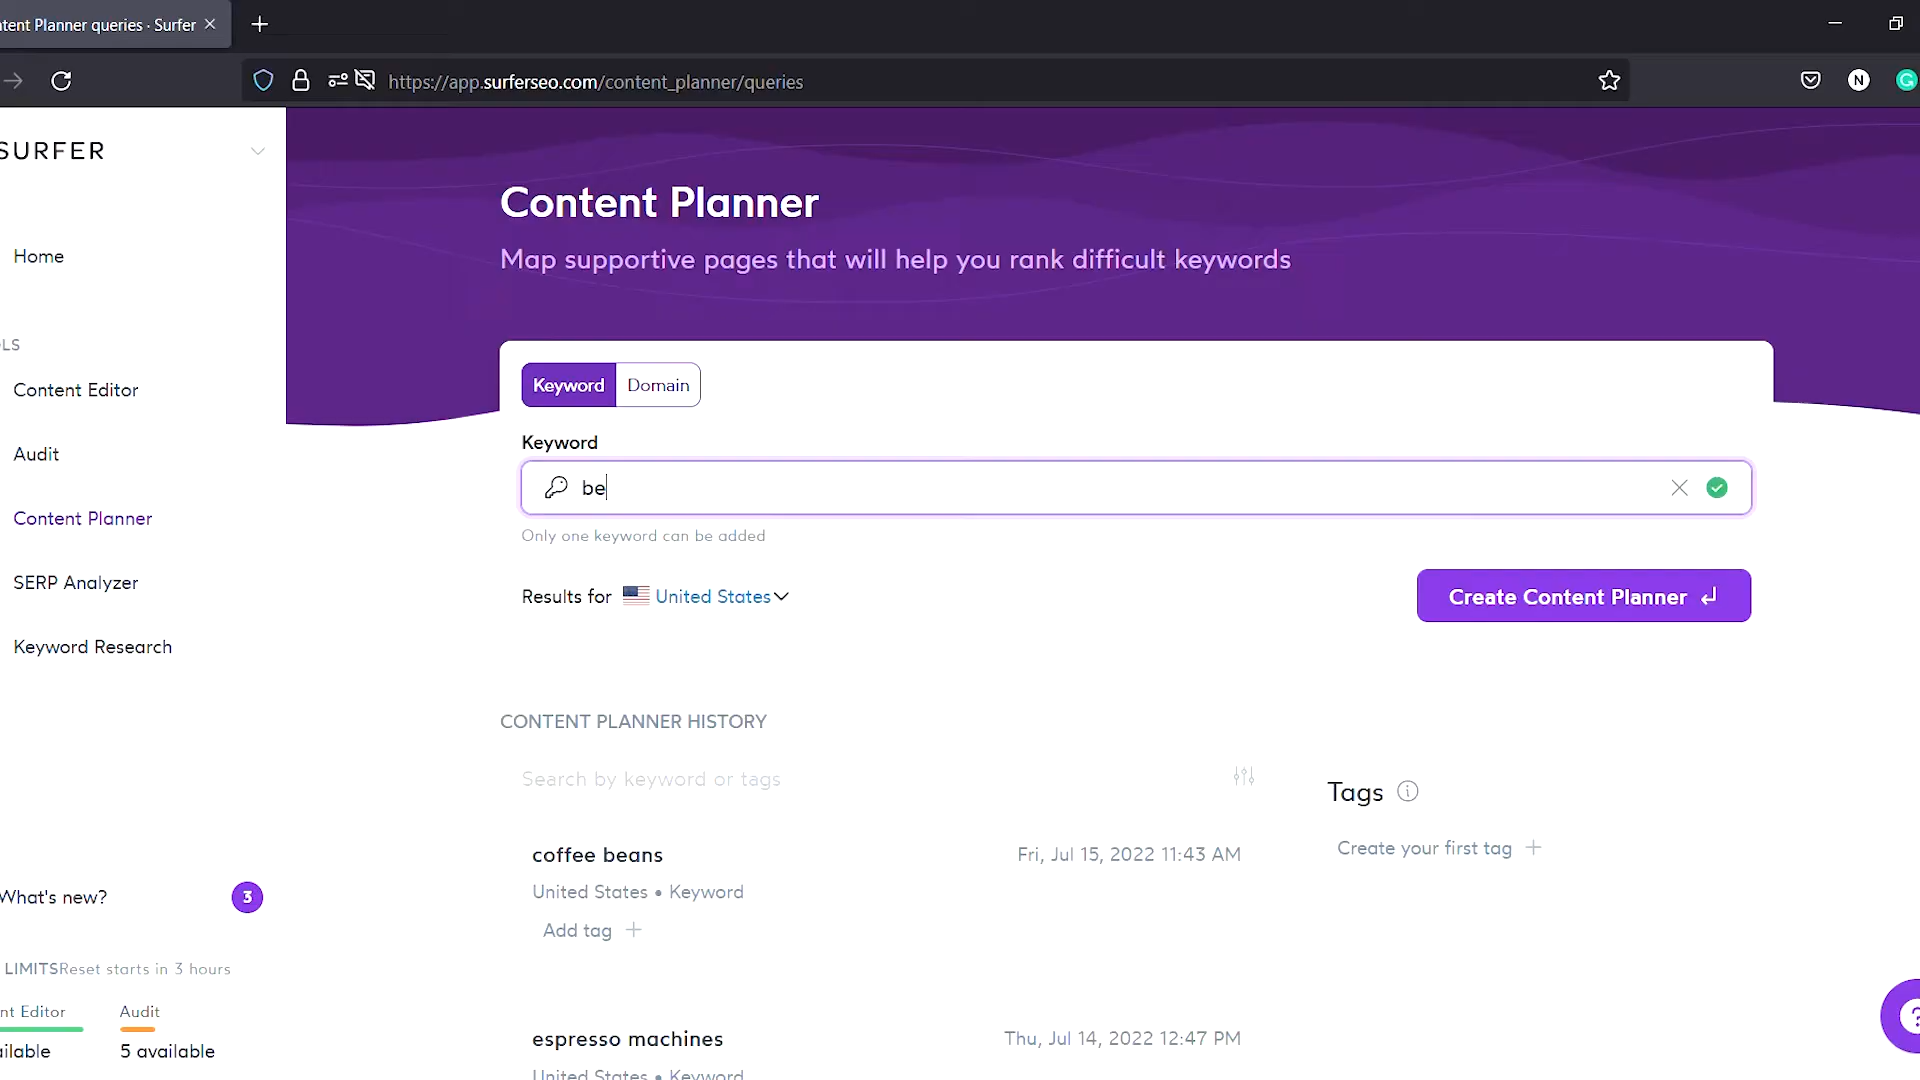 ntent Planner queries · Surfer
https://app.surferseo.com/content_planner/queries
N
G
SURFER
Home
LS
Content Editor
Audit
Content Planner
SERP Analyzer
Keyword Research
What's new?
3
LIMITS Reset starts in 3 hours
nt Editor
Audit
ilable
5 available
Content Planner
Map supportive pages that will help you rank difficult keywords
Keyword
Domain
Keyword
be
Only one keyword can be added
Results for United States
Create Content Planner
CONTENT PLANNER HISTORY
Search by keyword or tags
coffee beans
Fri, Jul 15, 2022 11:43 AM
United States • Keyword
Add tag +
espresso machines
Thu, Jul 14, 2022 12:47 PM
United States • Keyword
Tags
Create your first tag +
?